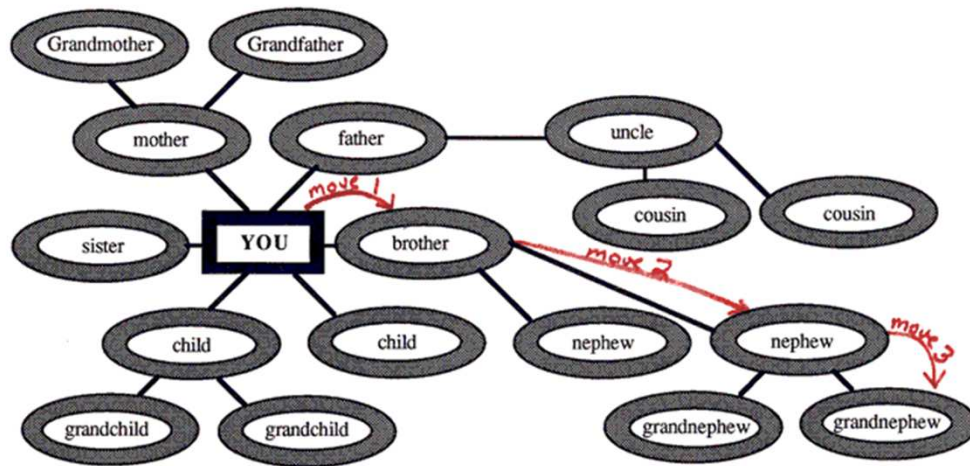 Grandmother
Grandfather
mother
father
uncle
move 1
cousin
cousin
sister
YOU
brother
move 2
child
child
nephew
nephew
move 3
grandchild
grandchild
grandnephew
grandnephew